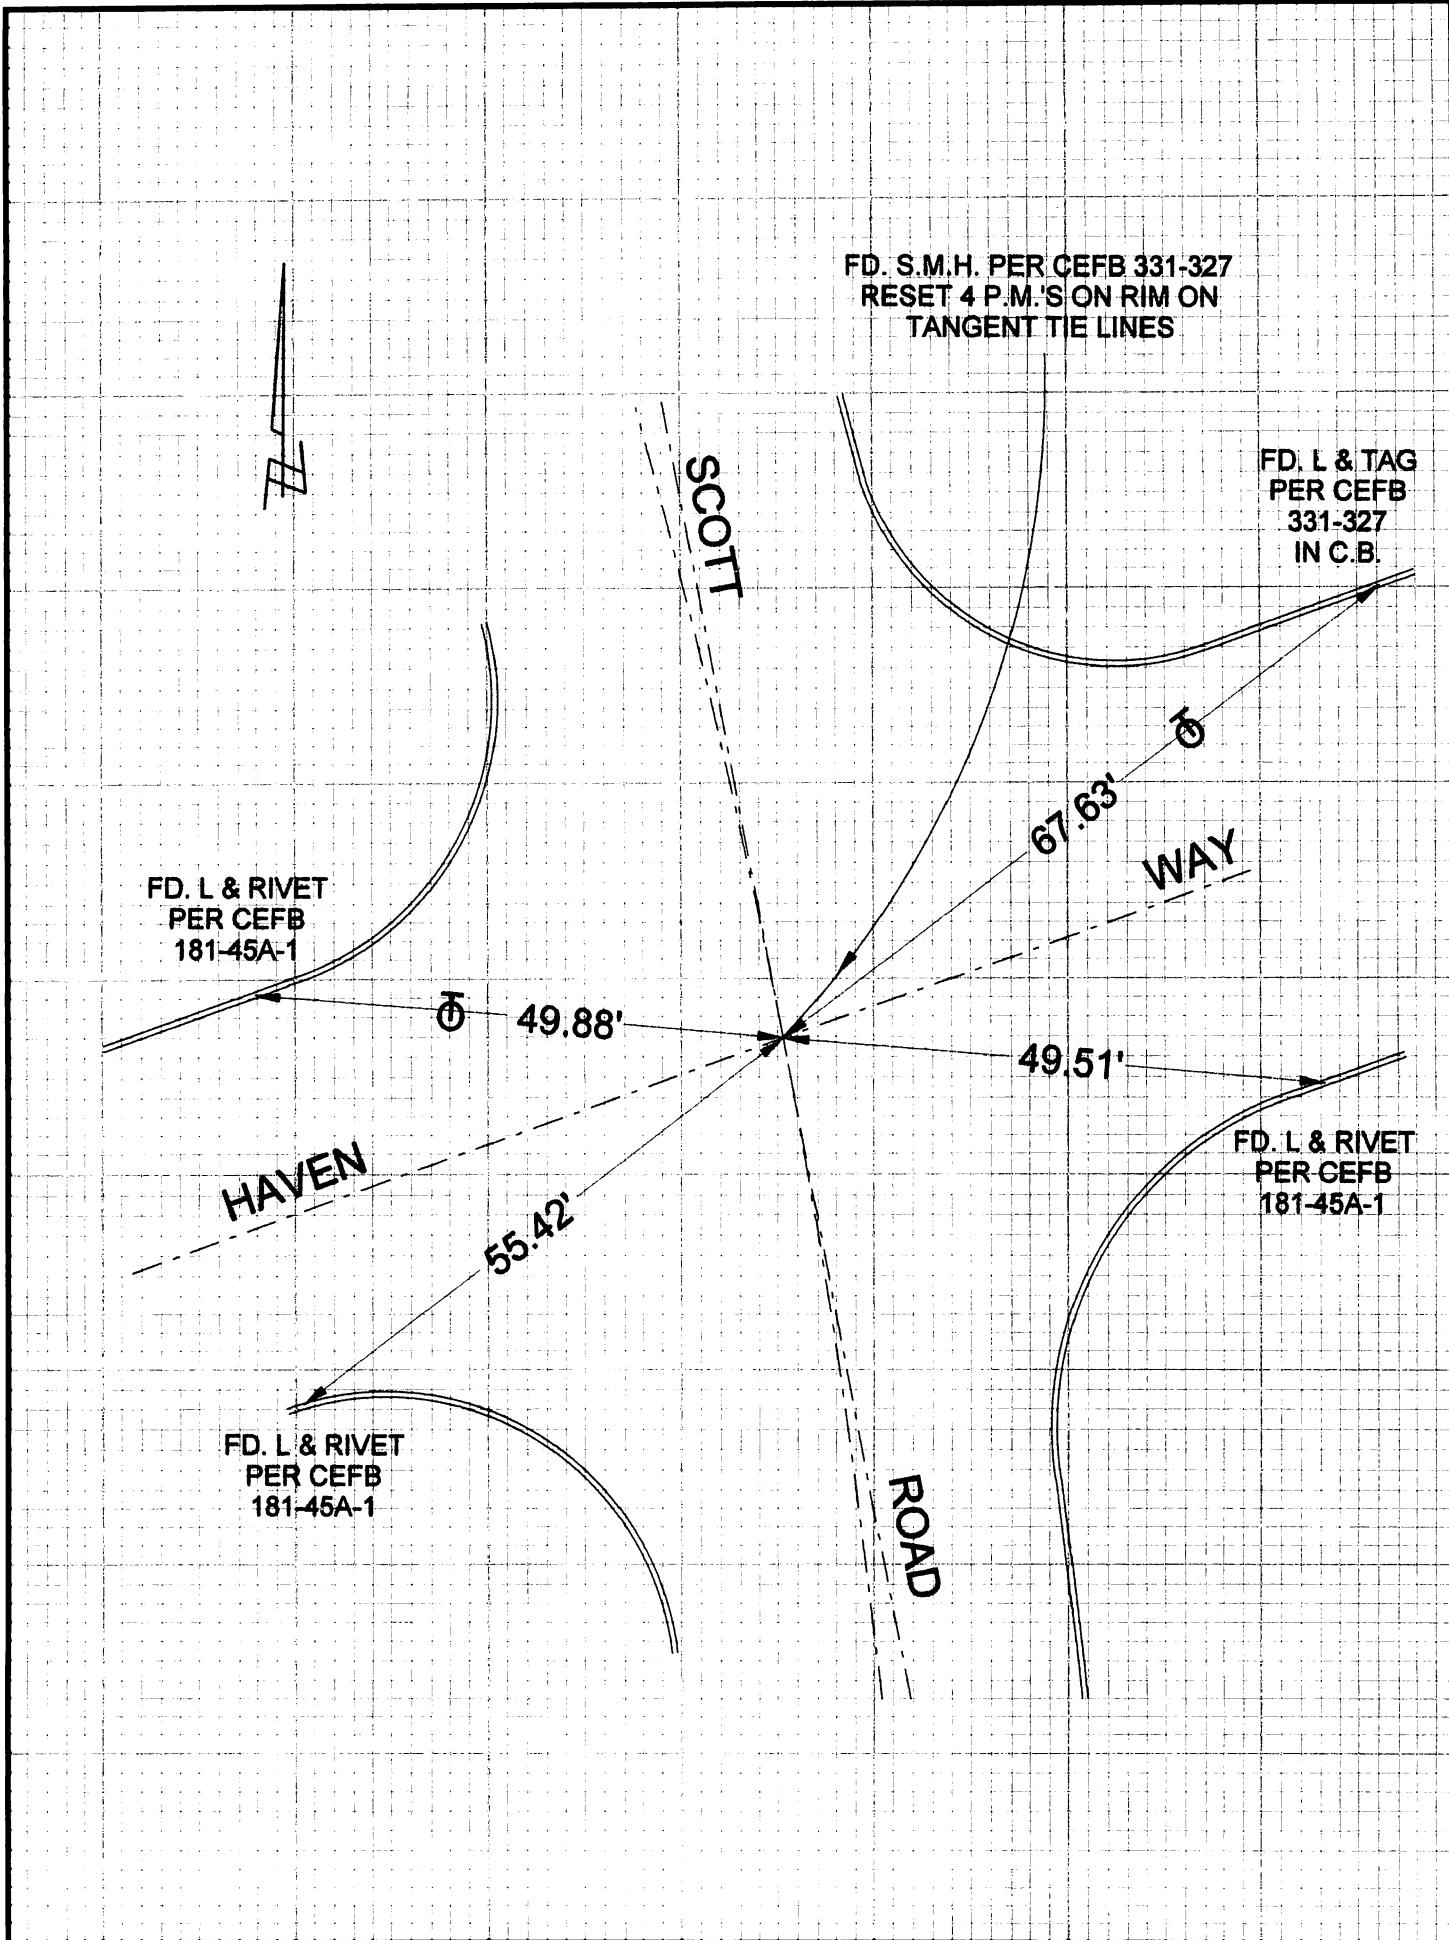 FD. S.M.H. PER CEFB 331-327
RESET 4 P.M.'S ON RIM ON
TANGENT TIE LINES
SCOTT
FD. L & TAG
PER CEFB
331-327
IN C.B.
67.63'
WAY
FD. L & RIVET
PER CEFB
181-45A-1
49.88'
49.51'
HAVEN
55.42'
FD. L & RIVET
PER CEFB
181-45A-1
FD. L & RIVET
PER CEFB
181-45A-1
ROAD